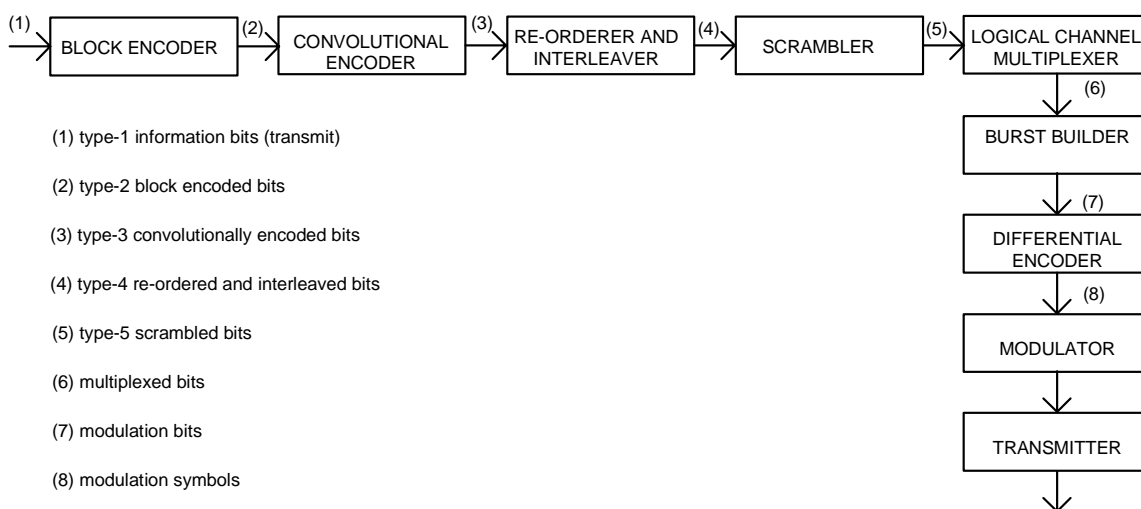 (1)
BLOCK ENCODER
(2)
CONVOLUTIONAL
ENCODER
(3)
RE-ORDERER AND
INTERLEAVER
(4)
SCRAMBLER
(5)
LOGICAL CHANNEL
MULTIPLEXER
(6)
BURST BUILDER
(7)
DIFFERENTIAL
ENCODER
(8)
MODULATOR
TRANSMITTER
(1) type-1 information bits (transmit)
(2) type-2 block encoded bits
(3) type-3 convolutionally encoded bits
(4) type-4 re-ordered and interleaved bits
(5) type-5 scrambled bits
(6) multiplexed bits
(7) modulation bits
(8) modulation symbols